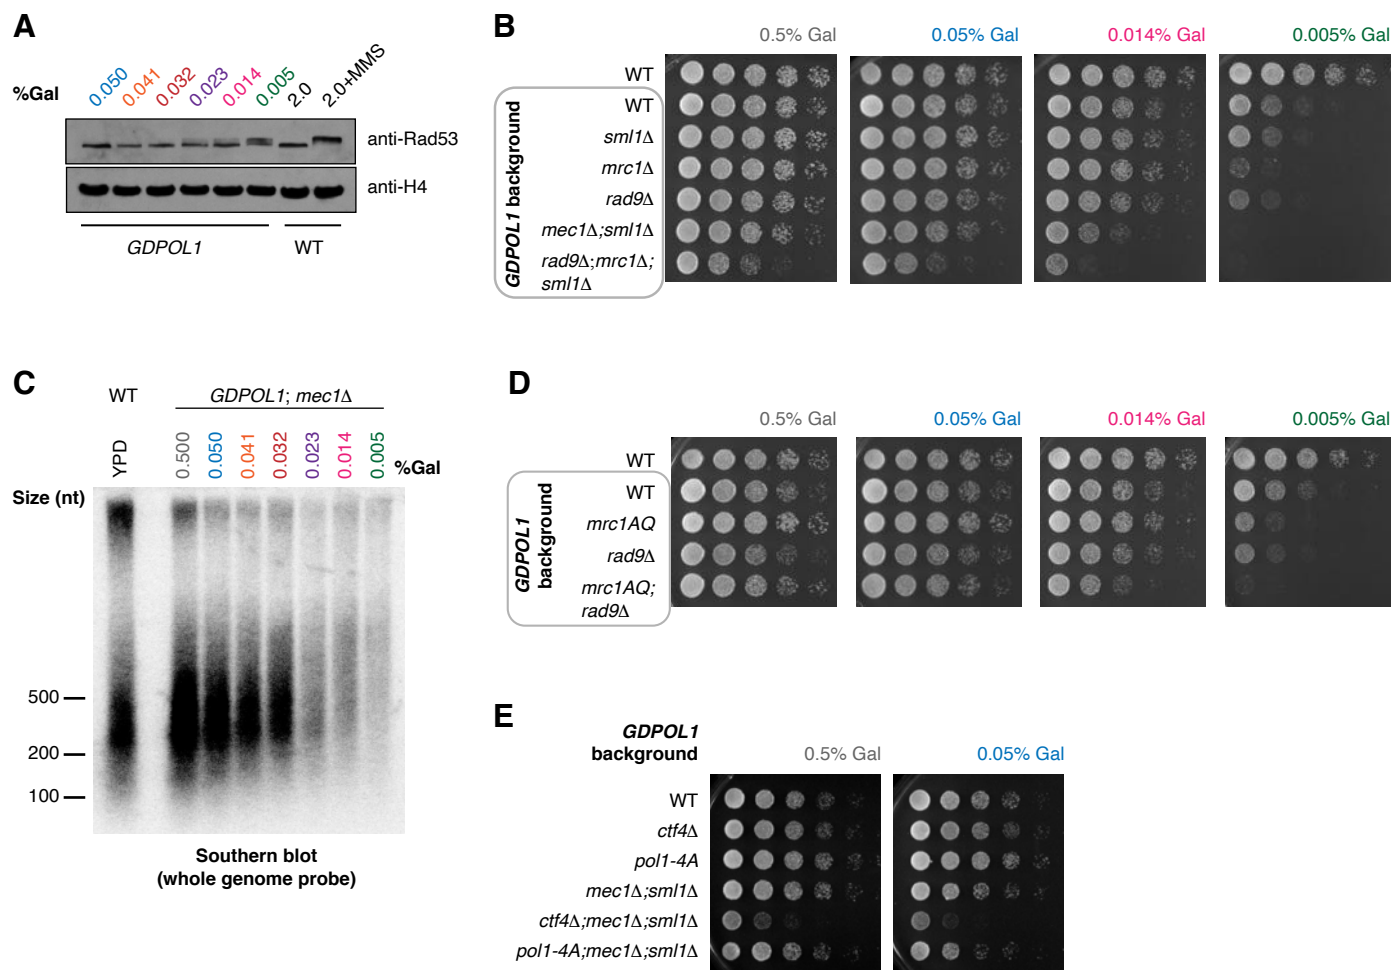 A
%Gal
0.050
0.041
0.032
0.023
0.014
0.005
2.0
2.0+MMS
anti-Rad53
anti-H4
GDPOL1
WT
B
0.5% Gal
0.05% Gal
0.014% Gal
0.005% Gal
WT
GDPOL1 background
WT
sml1Δ
mrc1Δ
rad9Δ
mec1Δ;sml1Δ
rad9Δ;mrc1Δ;
sml1Δ
C
WT
GDPOL1; mec1Δ
YPD
0.500
0.050
0.041
0.032
0.023
0.014
0.005
%Gal
Size (nt)
500
200
100
Southern blot
(whole genome probe)
D
0.5% Gal
0.05% Gal
0.014% Gal
0.005% Gal
WT
GDPOL1
background
WT
mrc1AQ
rad9Δ
mrc1AQ;
rad9Δ
E
GDPOL1
background
0.5% Gal
0.05% Gal
WT
ctf4Δ
pol1-4A
mec1Δ;sml1Δ
ctf4Δ;mec1Δ;sml1Δ
pol1-4A;mec1Δ;sml1Δ